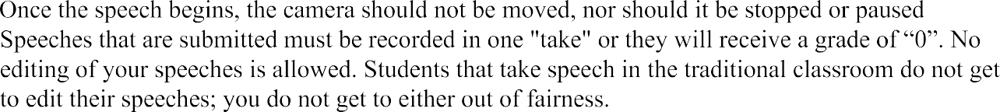 Once the speech begins, the camera should not be moved, nor should it be stopped or paused
Speeches that are submitted must be recorded in one "take" or they will receive a grade of “0”. No
editing of your speeches is allowed. Students that take speech in the traditional classroom do not get
to edit their speeches; you do not get to either out of fairness.